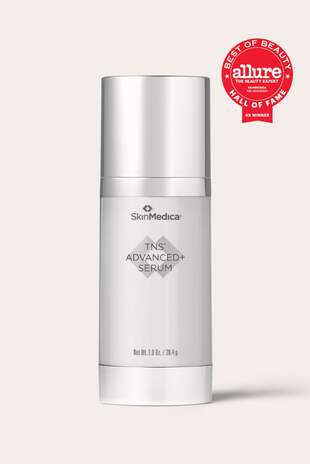 BEST OF BEAUTY
allure
THE BEAUTY EXPERT
HALL OF FAME
SkinMedica®
TNS®
ADVANCED+
SERUM
Net Wt. 1.0 Oz. / 28.4 g